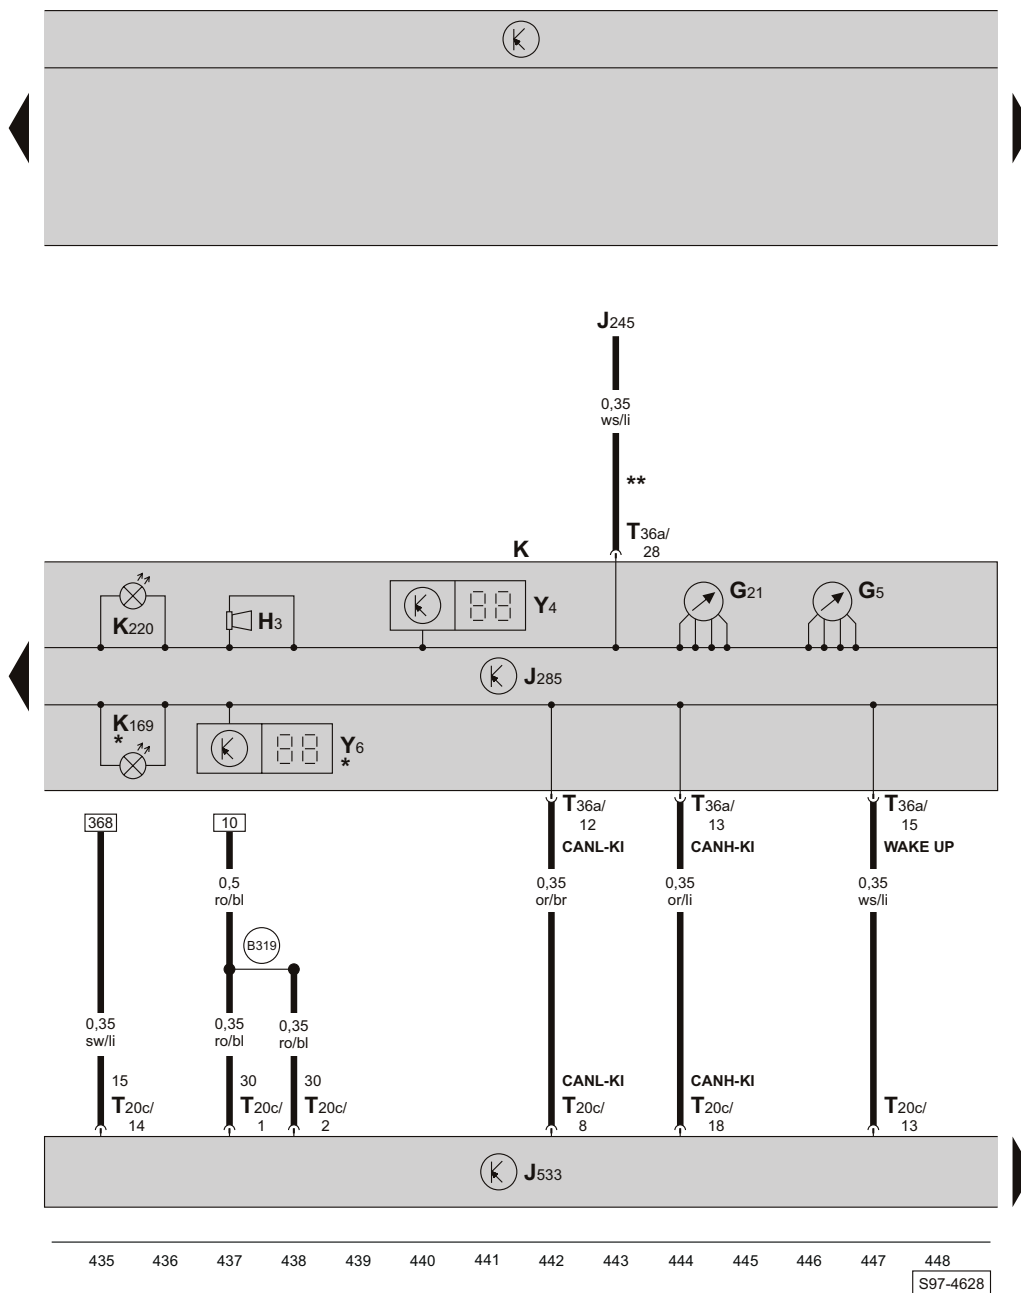 J245
0,35
ws/li
**
T36a/
28
K
K220
H3
Y4
G21
G5
J285
K169
*
Y6
*
368
10
T36a/
12
CANL-KI
T36a/
13
CANH-KI
T36a/
15
WAKE UP
0,5
ro/bl
0,35
or/br
0,35
or/li
0,35
ws/li
B319
0,35
sw/li
0,35
ro/bl
0,35
ro/bl
15
T20c/
14
30
T20c/
1
30
T20c/
2
CANL-KI
T20c/
8
CANH-KI
T20c/
18
T20c/
13
J533
435 436 437 438 439 440 441 442 443 444 445 446 447 448
S97-4628